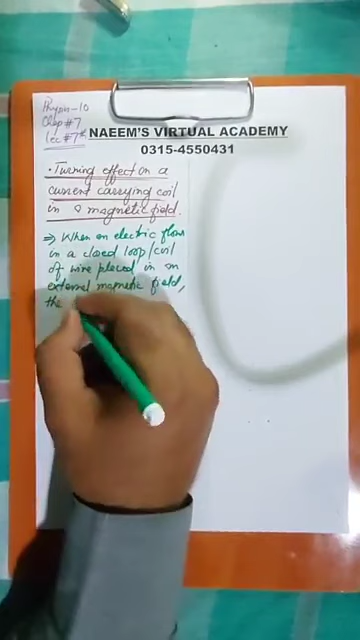 Physics-10
Chap#7
Lec#7
NAEEM'S VIRTUAL ACADEMY
0315-4550431
• Turning effect on a
current carrying coil
in a magnetic field.
⇒ When an electric flows
in a closed loop/coil
of wire placed in an
external magnetic field,
the